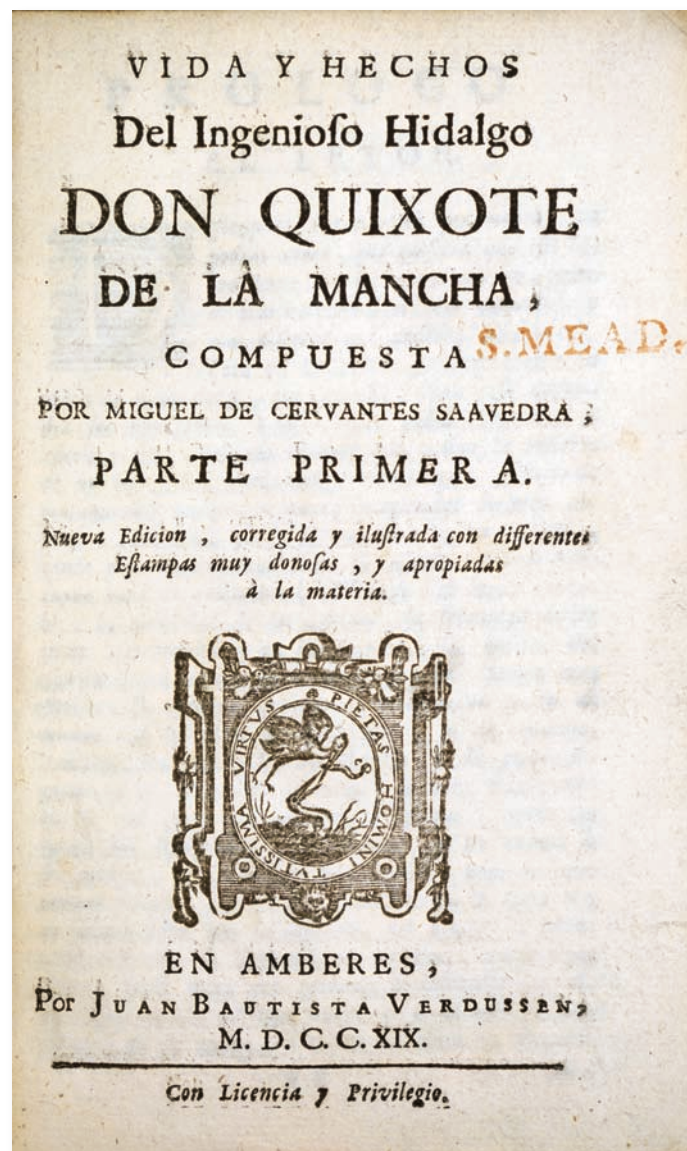 VIDA Y HECHOS
Del Ingenioſo Hidalgo
DON QUIXOTE
DE LA MANCHA,
COMPUESTA
S. MEAD.
POR MIGUEL DE CERVANTES SAAVEDRA,
PARTE PRIMERA.
Nueva Edicion, corregida y iluſtrada con differentes
Eſtampas muy donoſas, y apropiadas
à la materia.
PIETAS HOMINI TUTISSIMA VIRTVS
EN AMBERES,
Por JUAN BAUTISTA VERDUSSEN,
M. D. C. C. XIX.
Con Licencia y Privilegio.